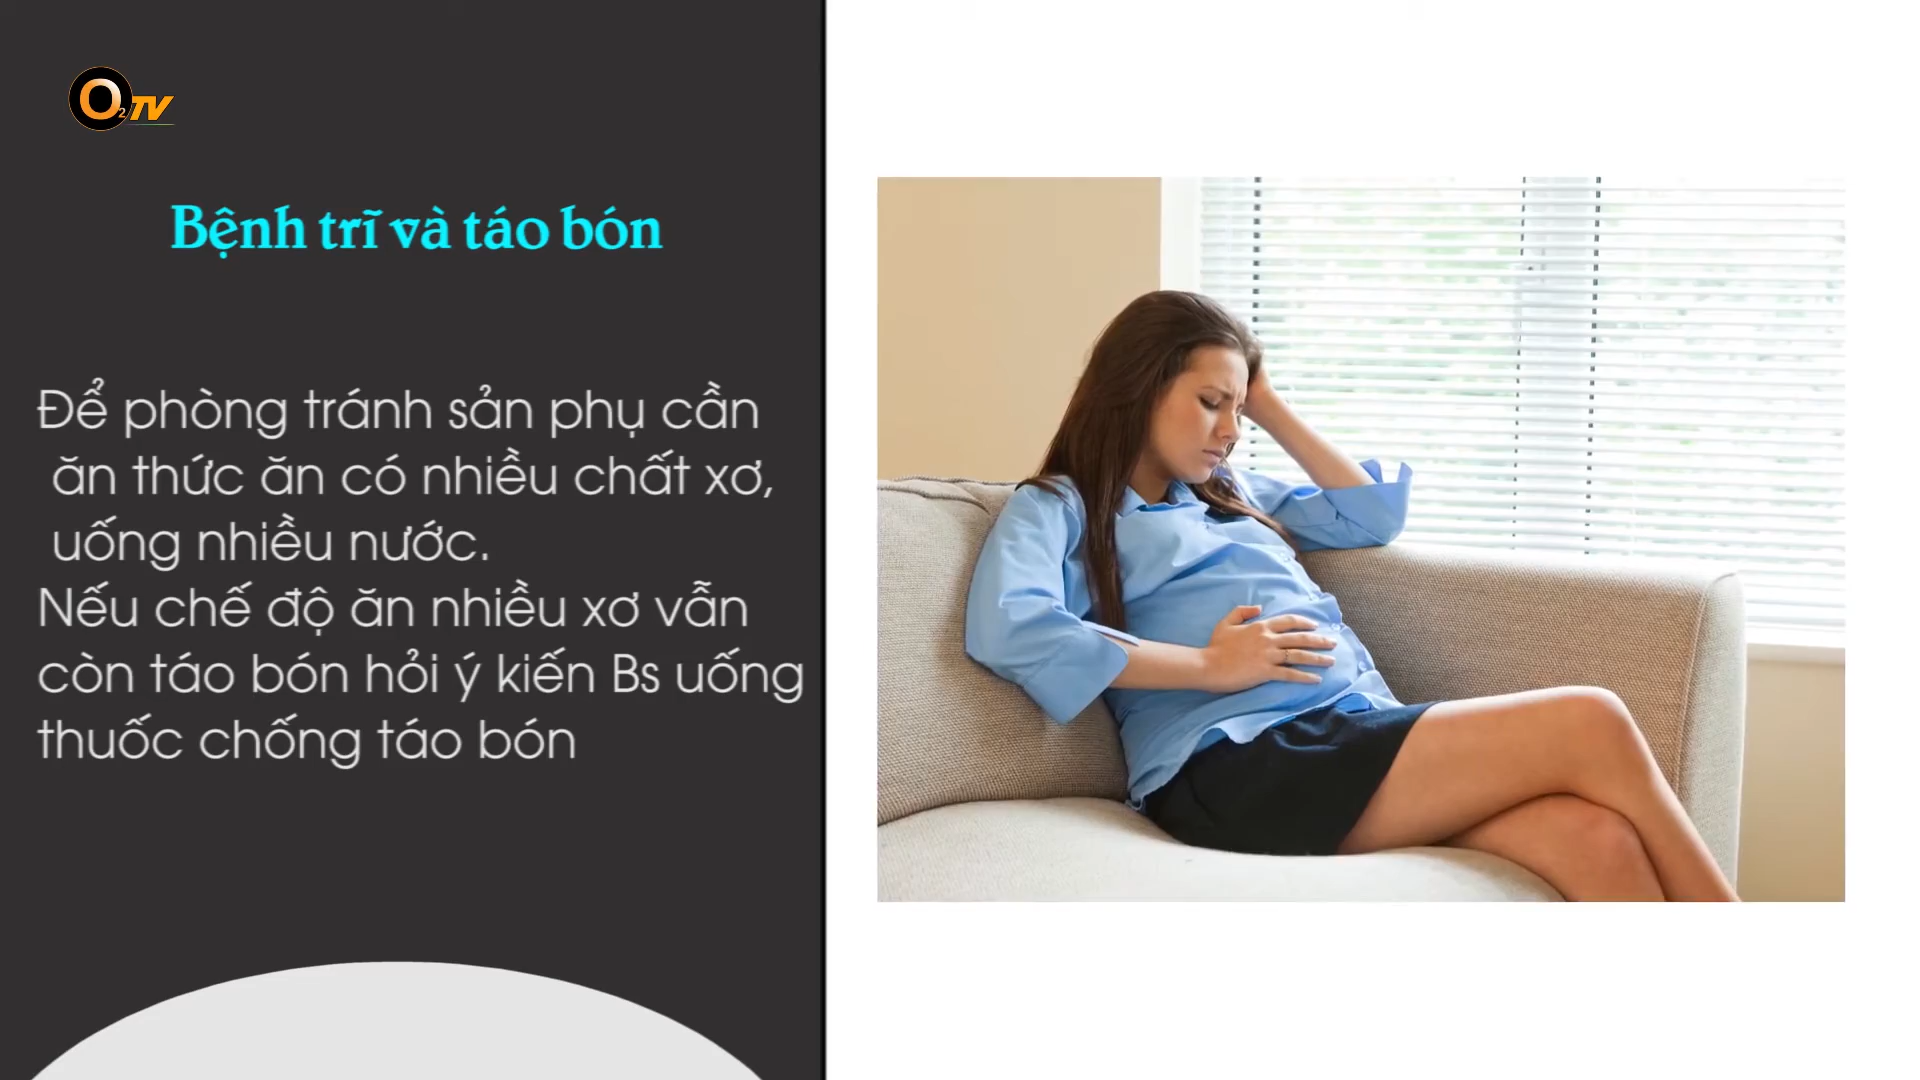 O2TV
Bệnh trĩ và táo bón
Để phòng tránh sản phụ cần
ăn thức ăn có nhiều chất xơ,
uống nhiều nước.
Nếu chế độ ăn nhiều xơ vẫn
còn táo bón hỏi ý kiến Bs uống
thuốc chống táo bón